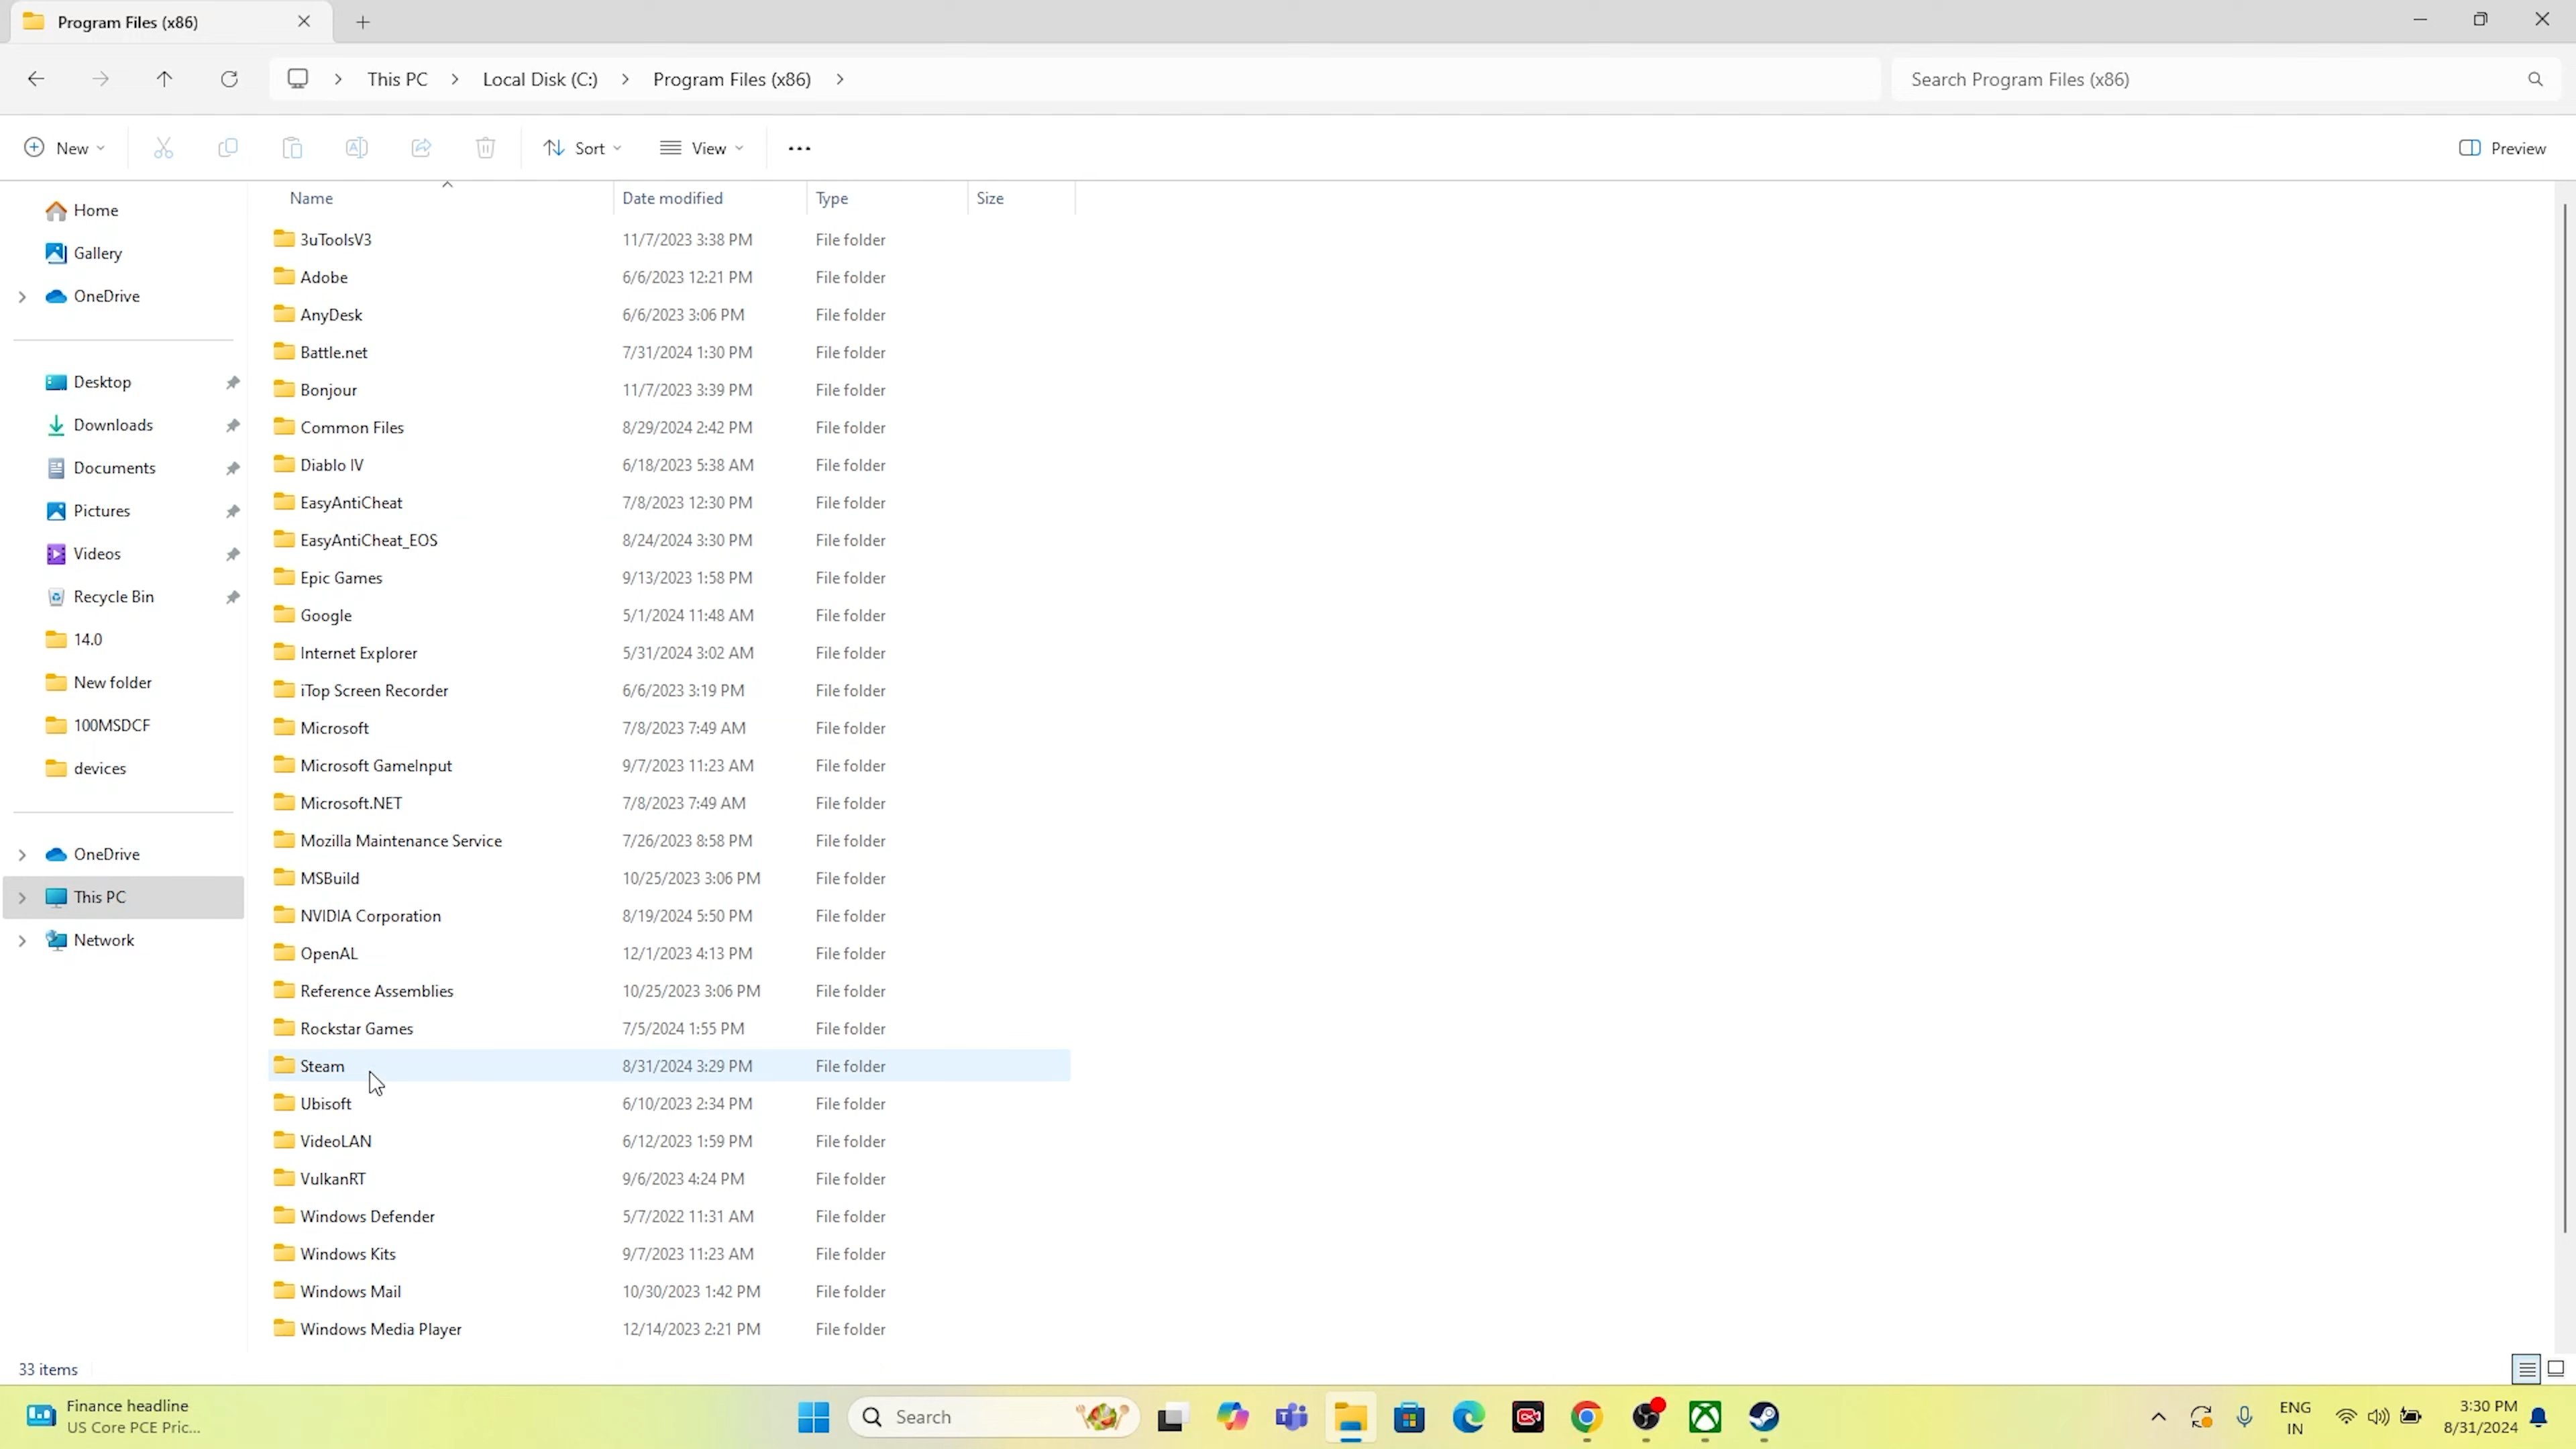 Program Files (x86)
This PC > Local Disk (C:) > Program Files (x86) >
Search Program Files (x86)
New
Sort
View
Preview
Home
Gallery
OneDrive
Desktop
Downloads
Documents
Pictures
Videos
Recycle Bin
14.0
New folder
100MSDCF
devices
OneDrive
This PC
Network
Name Date modified Type Size
3uToolsV3 11/7/2023 3:38 PM File folder
Adobe 6/6/2023 12:21 PM File folder
AnyDesk 6/6/2023 3:06 PM File folder
Battle.net 7/31/2024 1:30 PM File folder
Bonjour 11/7/2023 3:39 PM File folder
Common Files 8/29/2024 2:42 PM File folder
Diablo IV 6/18/2023 5:38 AM File folder
EasyAntiCheat 7/8/2023 12:30 PM File folder
EasyAntiCheat_EOS 8/24/2024 3:30 PM File folder
Epic Games 9/13/2023 1:58 PM File folder
Google 5/1/2024 11:48 AM File folder
Internet Explorer 5/31/2024 3:02 AM File folder
iTop Screen Recorder 6/6/2023 3:19 PM File folder
Microsoft 7/8/2023 7:49 AM File folder
Microsoft GameInput 9/7/2023 11:23 AM File folder
Microsoft.NET 7/8/2023 7:49 AM File folder
Mozilla Maintenance Service 7/26/2023 8:58 PM File folder
MSBuild 10/25/2023 3:06 PM File folder
NVIDIA Corporation 8/19/2024 5:50 PM File folder
OpenAL 12/1/2023 4:13 PM File folder
Reference Assemblies 10/25/2023 3:06 PM File folder
Rockstar Games 7/5/2024 1:55 PM File folder
Steam 8/31/2024 3:29 PM File folder
Ubisoft 6/10/2023 2:34 PM File folder
VideoLAN 6/12/2023 1:59 PM File folder
VulkanRT 9/6/2023 4:24 PM File folder
Windows Defender 5/7/2022 11:31 AM File folder
Windows Kits 9/7/2023 11:23 AM File folder
Windows Mail 10/30/2023 1:42 PM File folder
Windows Media Player 12/14/2023 2:21 PM File folder
33 items
Finance headline
US Core PCE Pric...
Search
ENG
IN
3:30 PM
8/31/2024